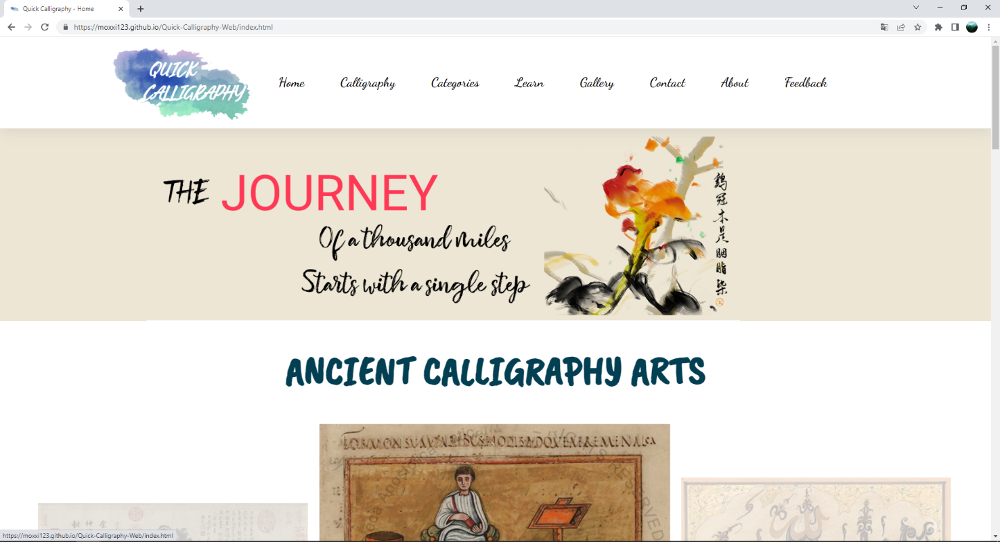 Quick Calligraphy - Home
https://moxxi123.github.io/Quick-Calligraphy-Web/index.html
QUICK
CALLIGRAPHY
Home Calligraphy Categories Learn Gallery Contact About Feedback
THE JOURNEY
Of a thousand miles
Starts with a single step
鷄冠本是胭脂染
ANCIENT CALLIGRAPHY ARTS
https://moxxi123.github.io/Quick-Calligraphy-Web/index.html